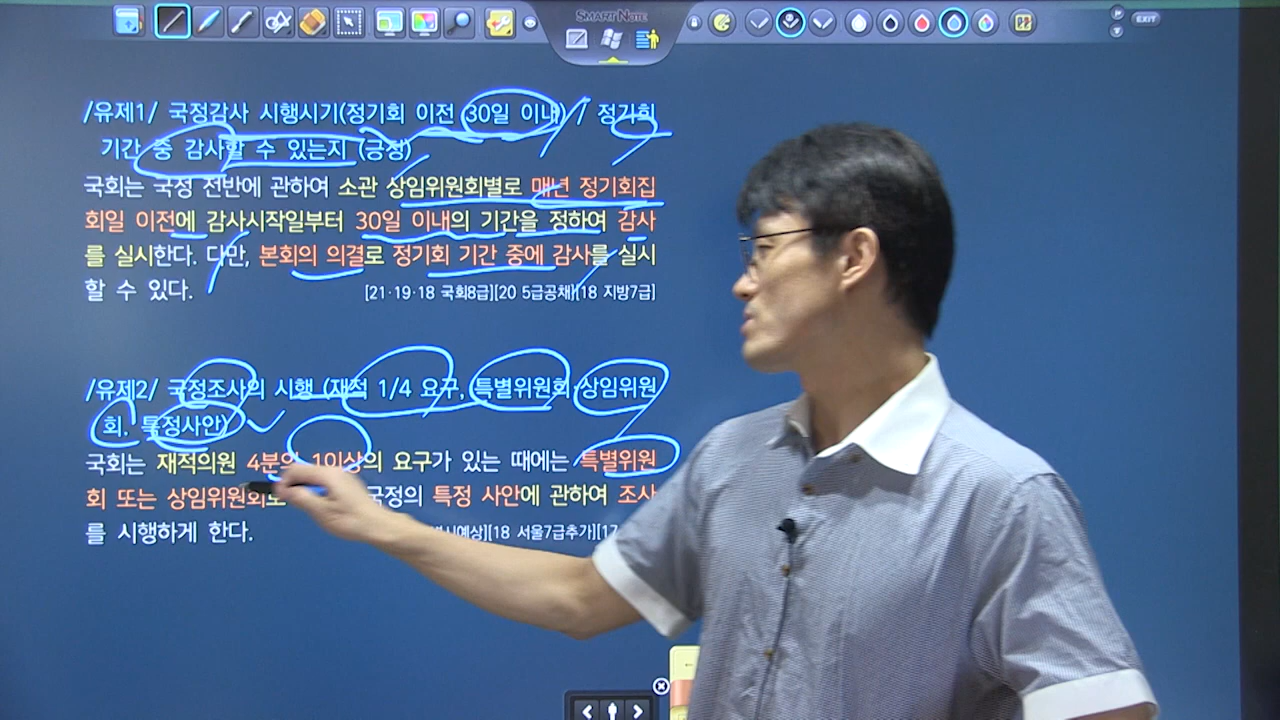 SMART NOTE
EXIT
/유제1/ 국정감사 시행시기(정기회 이전 30일 이내) / 정기회
기간 중 감사할 수 있는지 (긍정)
국회는 국정 전반에 관하여 소관 상임위원회별로 매년 정기회집
회일 이전에 감사시작일부터 30일 이내의 기간을 정하여 감사
를 실시한다. 다만, 본회의 의결로 정기회 기간 중에 감사를 실시
할 수 있다. [21·19·18 국회8급][20 5급공채][18 지방7급]
/유제2/ 국정조사의 시행 (재적 1/4 요구, 특별위원회·상임위원
회, 특정사안)
국회는 재적의원 4분의 1이상의 요구가 있는 때에는 특별위원
회 또는 상임위원회로 국정의 특정 사안에 관하여 조사
를 시행하게 한다. [18 서울7급추가][17